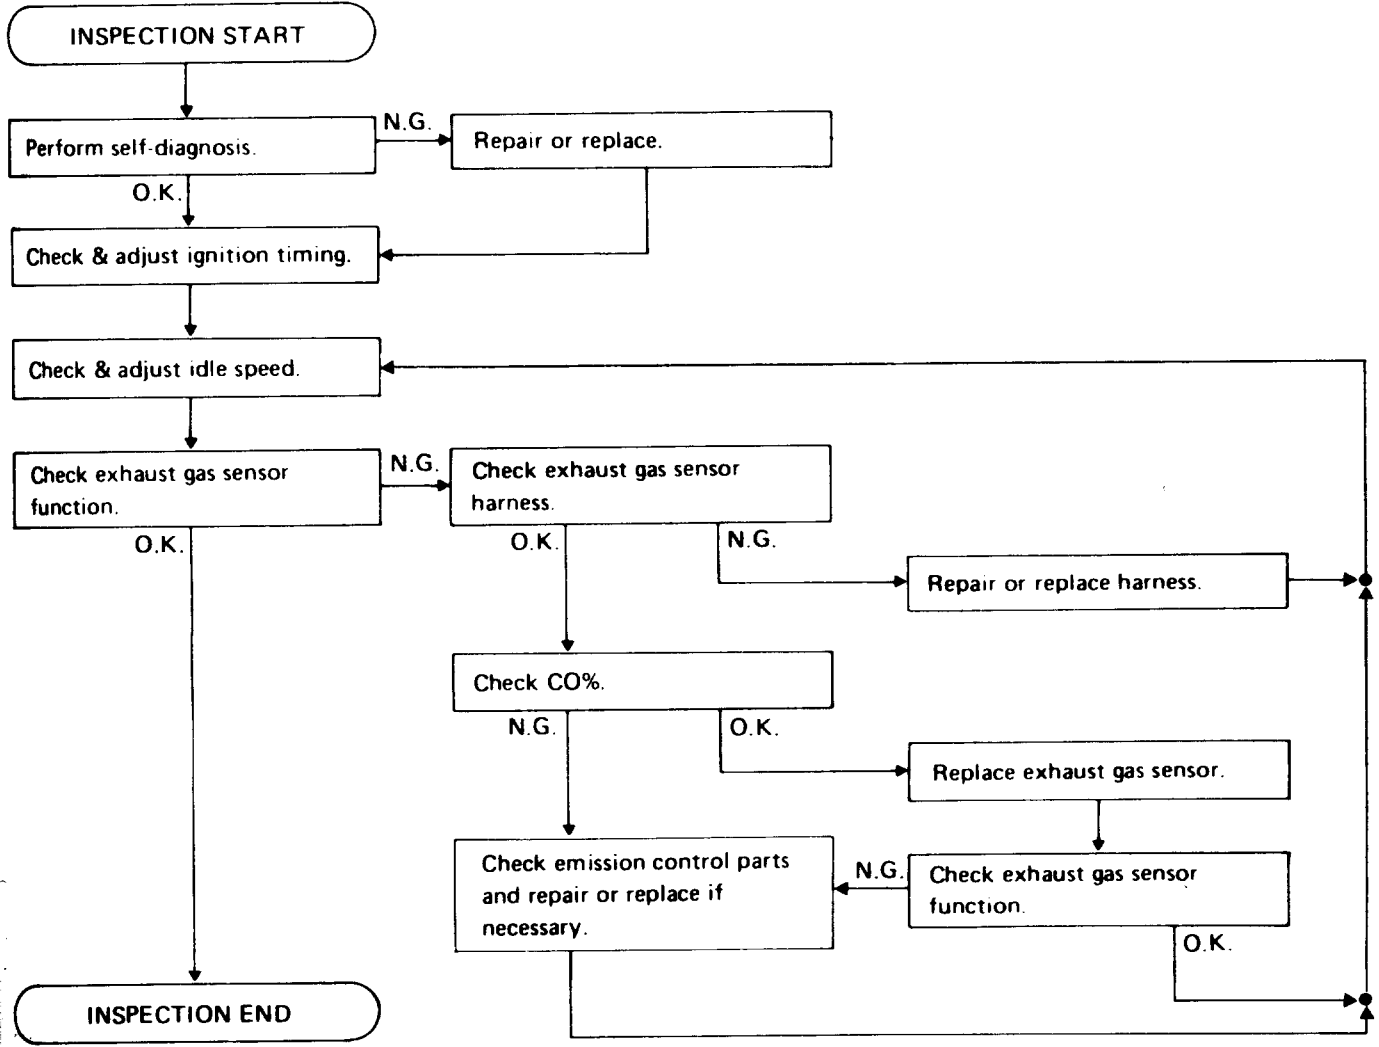 INSPECTION START
N.G.
Perform self-diagnosis.
Repair or replace.
O.K.
Check & adjust ignition timing.
Check & adjust idle speed.
Check exhaust gas sensor
function.
N.G.
Check exhaust gas sensor
harness.
O.K.
O.K.
N.G.
Repair or replace harness.
Check CO%.
N.G.
O.K.
Replace exhaust gas sensor.
Check emission control parts
and repair or replace if
necessary.
N.G.
Check exhaust gas sensor
function.
O.K.
INSPECTION END